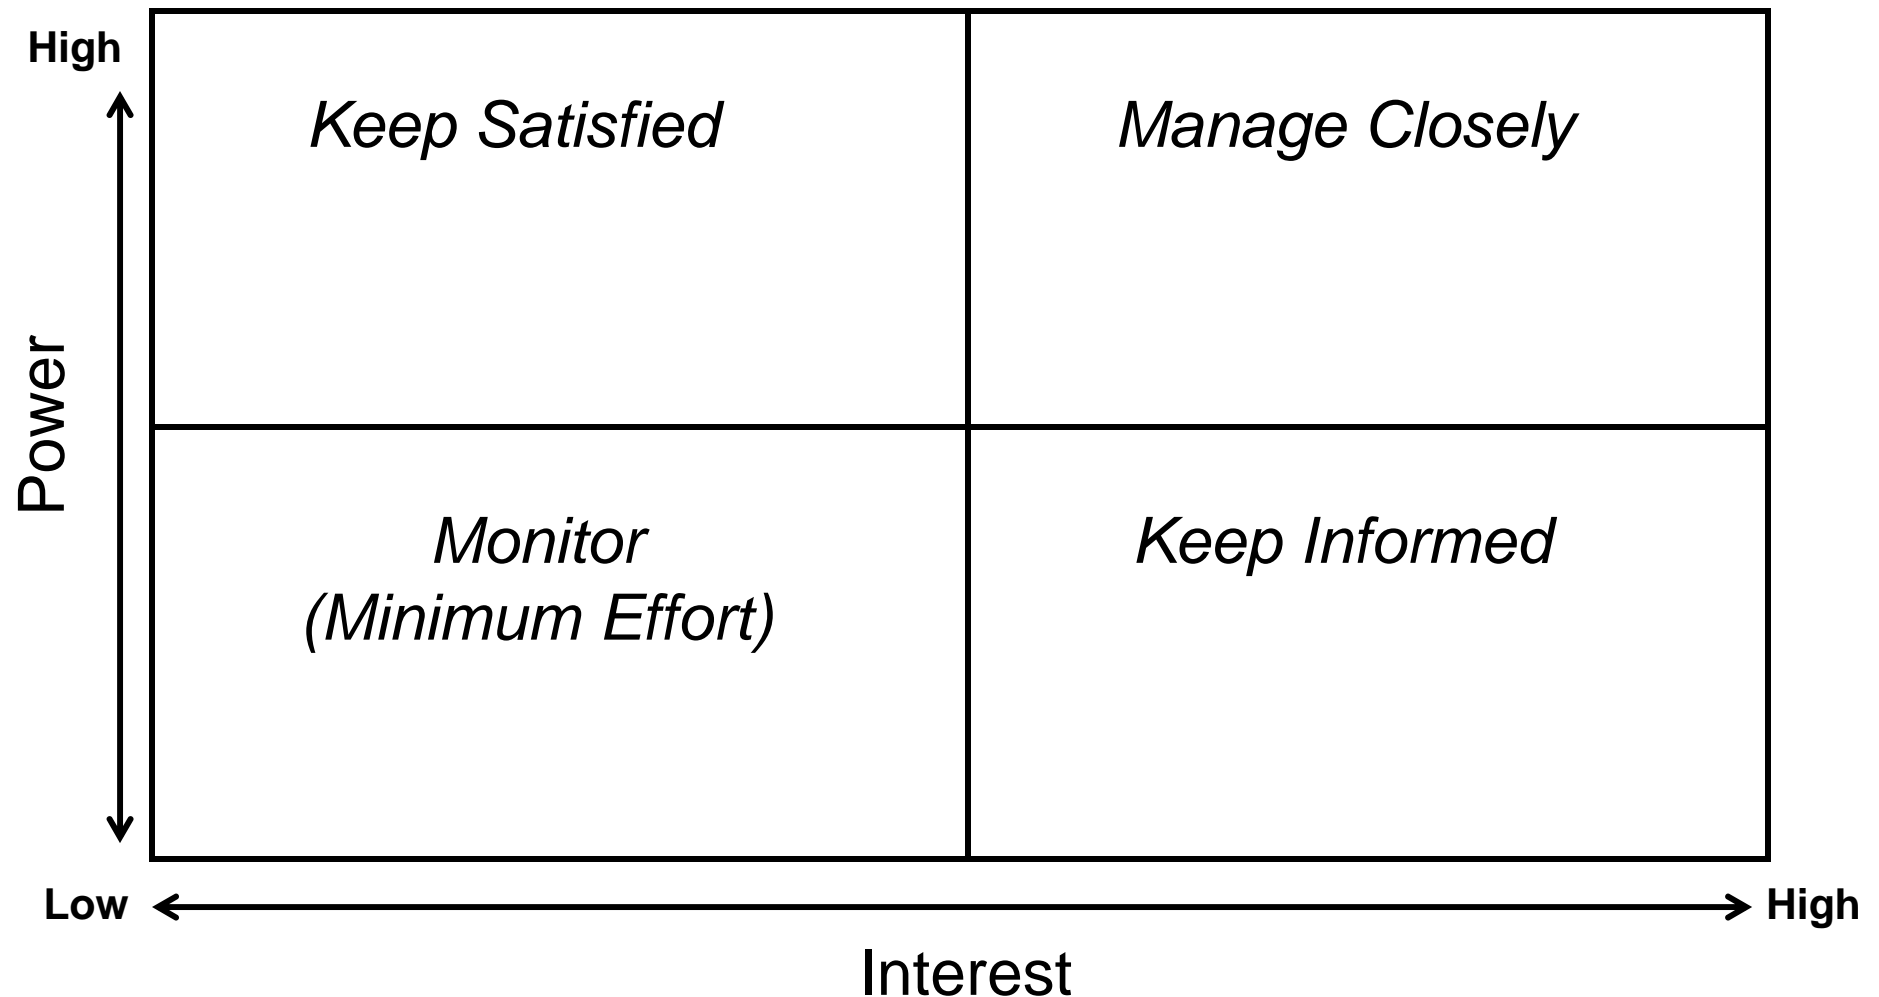 High
Keep Satisfied
Manage Closely
Power
Monitor
(Minimum Effort)
Keep Informed
Low
High
Interest